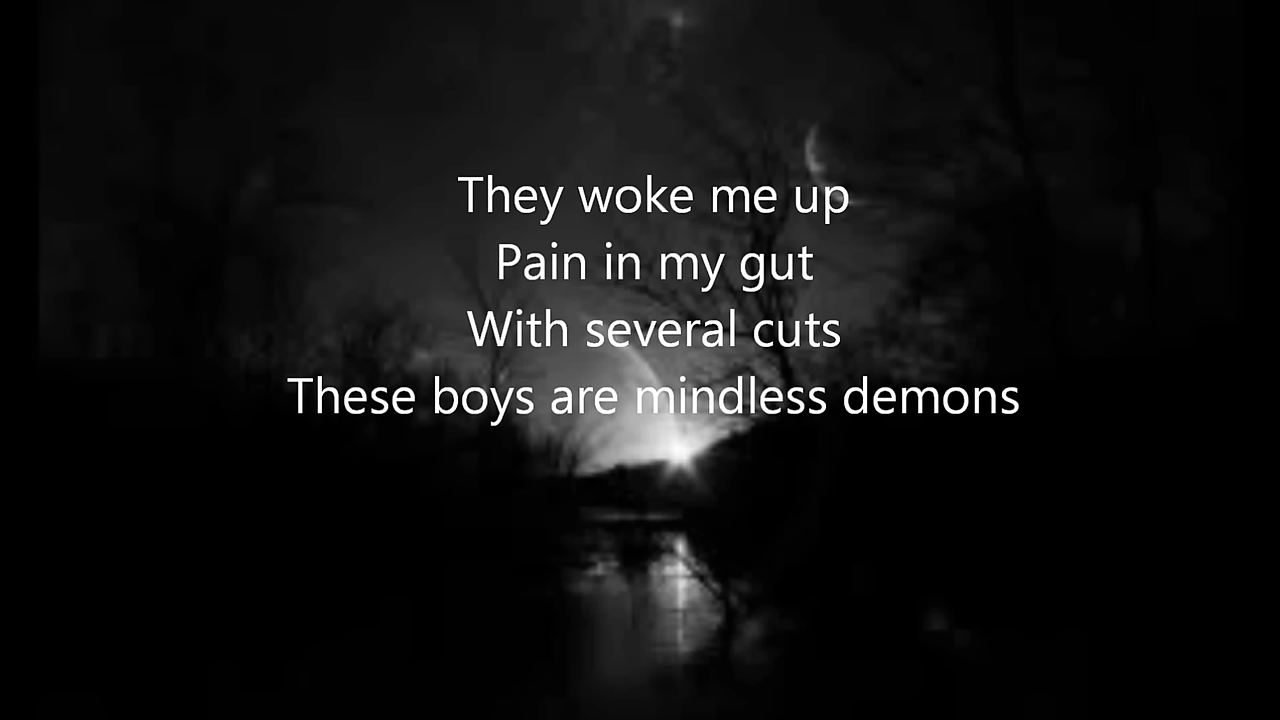 They woke me up
Pain in my gut
With several cuts
These boys are mindless demons